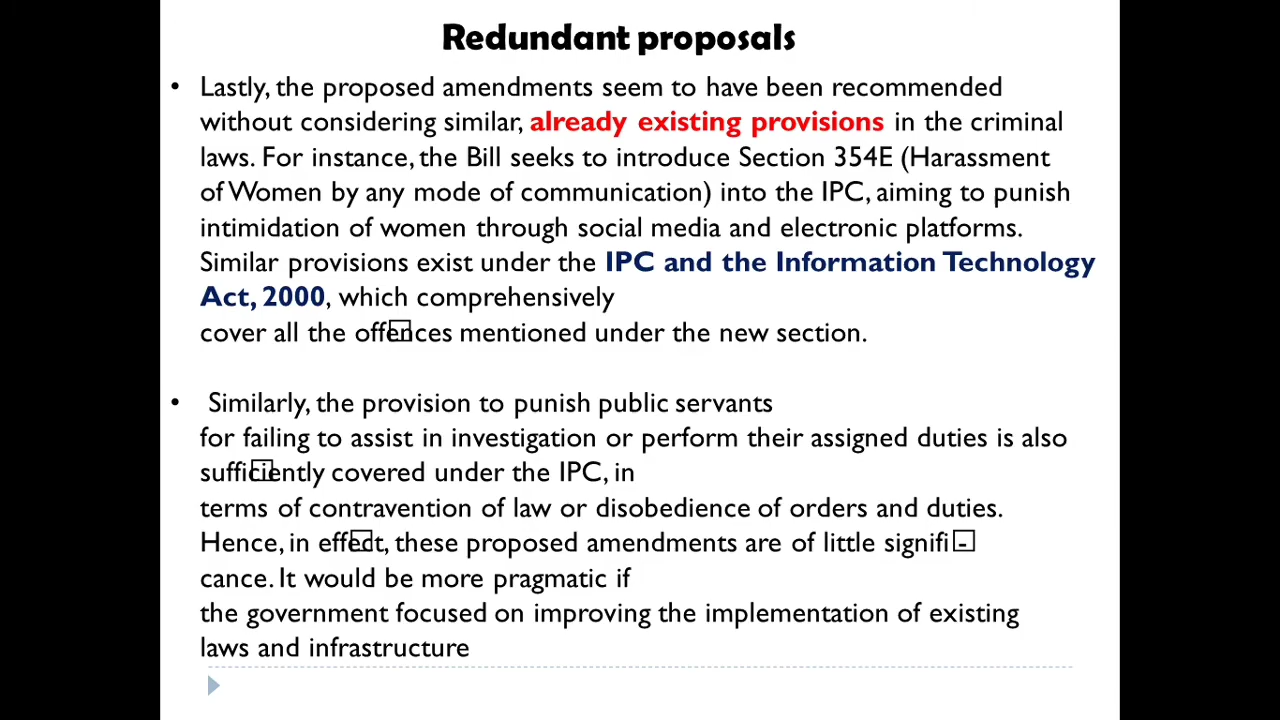 Redundant proposals
• Lastly, the proposed amendments seem to have been recommended
without considering similar, already existing provisions in the criminal
laws. For instance, the Bill seeks to introduce Section 354E (Harassment
of Women by any mode of communication) into the IPC, aiming to punish
intimidation of women through social media and electronic platforms.
Similar provisions exist under the IPC and the Information Technology
Act, 2000, which comprehensively
cover all the offences mentioned under the new section.
• Similarly, the provision to punish public servants
for failing to assist in investigation or perform their assigned duties is also
sufficiently covered under the IPC, in
terms of contravention of law or disobedience of orders and duties.
Hence, in effect, these proposed amendments are of little signifi-
cance. It would be more pragmatic if
the government focused on improving the implementation of existing
laws and infrastructure